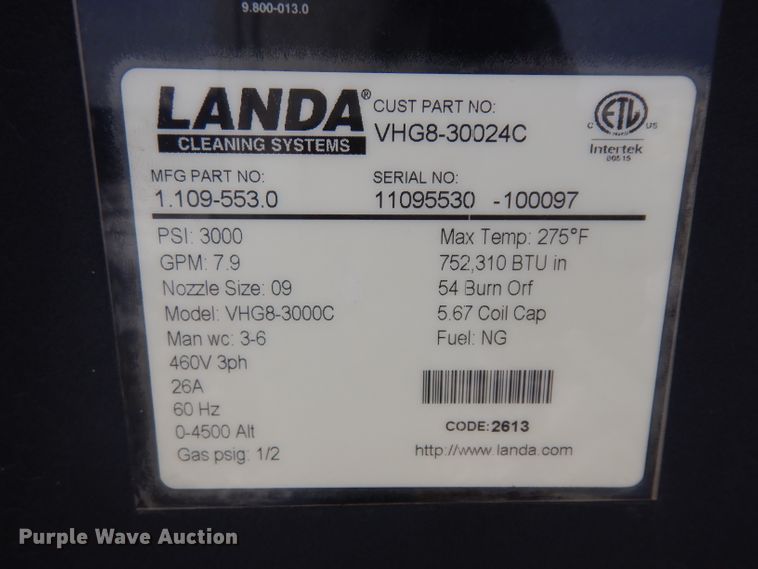 9.800-013.0
LANDA® CUST PART NO:
CLEANING SYSTEMS VHG8-30024C
C ETL US
Intertek
MFG PART NO: SERIAL NO:
1.109-553.0 11095530 -100097
PSI: 3000 Max Temp: 275°F
GPM: 7.9 752,310 BTU in
Nozzle Size: 09 54 Burn Orf
Model: VHG8-3000C 5.67 Coil Cap
Man wc: 3-6 Fuel: NG
460V 3ph
26A
60 Hz
0-4500 Alt CODE: 2613
Gas psig: 1/2 http://www.landa.com
Purple Wave Auction